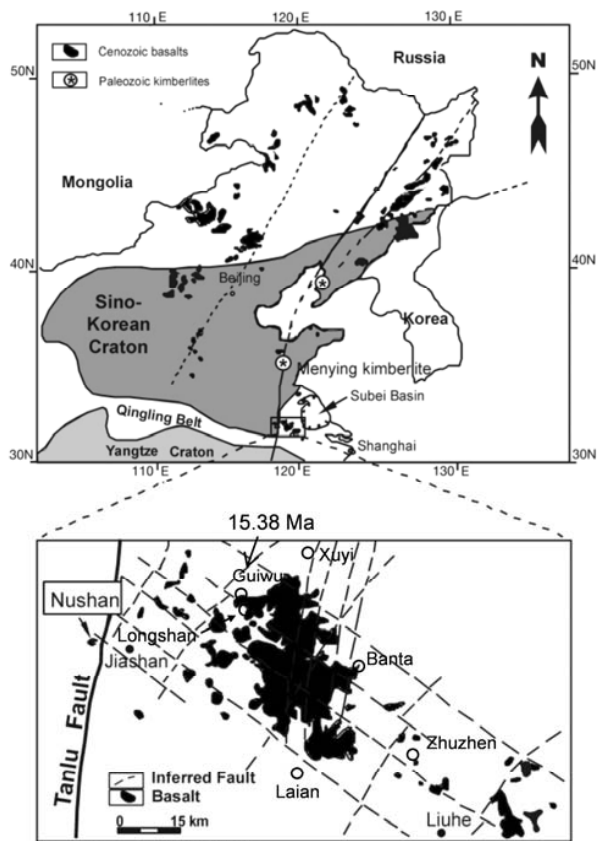 110°E
120°E
130°E
Cenozoic basalts
Paleozoic kimberlites
Russia
N
50N
50N
Mongolia
40N
40N
Beijing
Sino-
Korean
Craton
Korea
Menying kimberlite
Subei Basin
Qingling Belt
Yangtze Craton
Shanghai
30N
30N
110°E
120°E
130°E
15.38 Ma
Xuyi
Guiwu
Nushan
Longshan
Jiashan
Banta
Tanlu Fault
Zhuzhen
Inferred Fault
Basalt
Laian
0 15 km
Liuhe